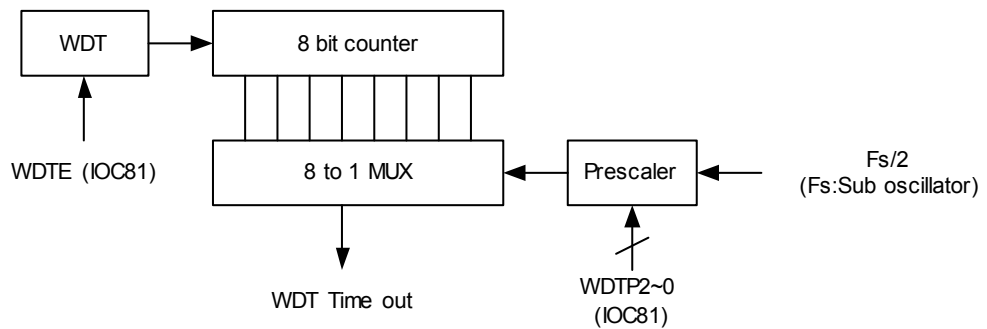 WDT
8 bit counter
WDTE (IOC81)
8 to 1 MUX
Prescaler
Fs/2
(Fs:Sub oscillator)
WDT Time out
WDTP2~0
(IOC81)